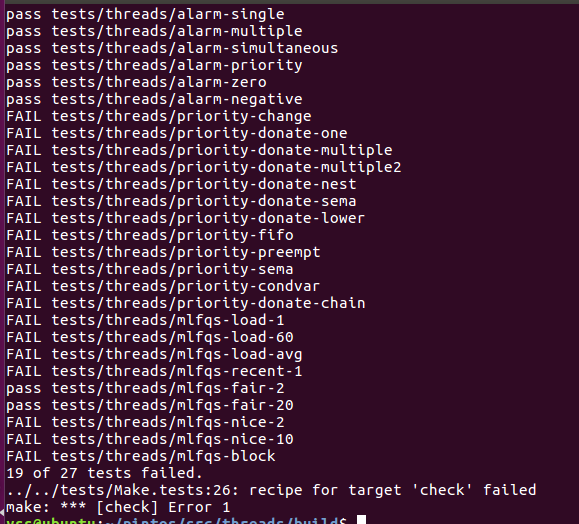 pass tests/threads/alarm-single
pass tests/threads/alarm-multiple
pass tests/threads/alarm-simultaneous
pass tests/threads/alarm-priority
pass tests/threads/alarm-zero
pass tests/threads/alarm-negative
FAIL tests/threads/priority-change
FAIL tests/threads/priority-donate-one
FAIL tests/threads/priority-donate-multiple
FAIL tests/threads/priority-donate-multiple2
FAIL tests/threads/priority-donate-nest
FAIL tests/threads/priority-donate-sema
FAIL tests/threads/priority-donate-lower
FAIL tests/threads/priority-fifo
FAIL tests/threads/priority-preempt
FAIL tests/threads/priority-sema
FAIL tests/threads/priority-condvar
FAIL tests/threads/priority-donate-chain
FAIL tests/threads/mlfqs-load-1
FAIL tests/threads/mlfqs-load-60
FAIL tests/threads/mlfqs-load-avg
FAIL tests/threads/mlfqs-recent-1
pass tests/threads/mlfqs-fair-2
pass tests/threads/mlfqs-fair-20
FAIL tests/threads/mlfqs-nice-2
FAIL tests/threads/mlfqs-nice-10
FAIL tests/threads/mlfqs-block
19 of 27 tests failed.
../../tests/Make.tests:26: recipe for target 'check' failed
make: *** [check] Error 1
ycs@ubuntu:~/pintos/src/threads/build$